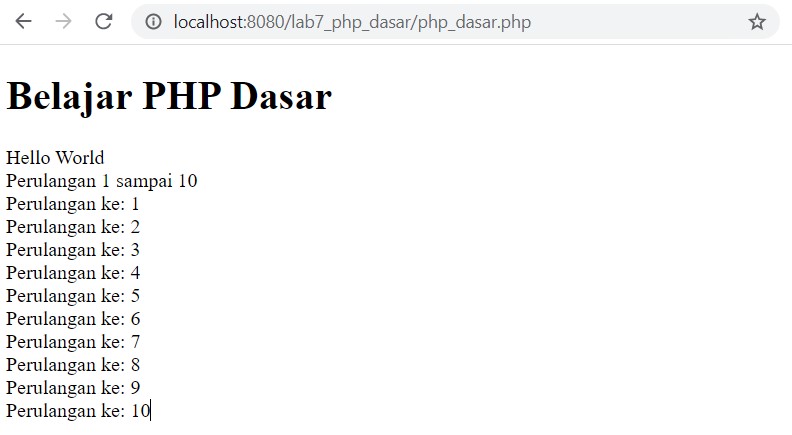 localhost:8080/lab7_php_dasar/php_dasar.php
Belajar PHP Dasar
Hello World
Perulangan 1 sampai 10
Perulangan ke: 1
Perulangan ke: 2
Perulangan ke: 3
Perulangan ke: 4
Perulangan ke: 5
Perulangan ke: 6
Perulangan ke: 7
Perulangan ke: 8
Perulangan ke: 9
Perulangan ke: 10